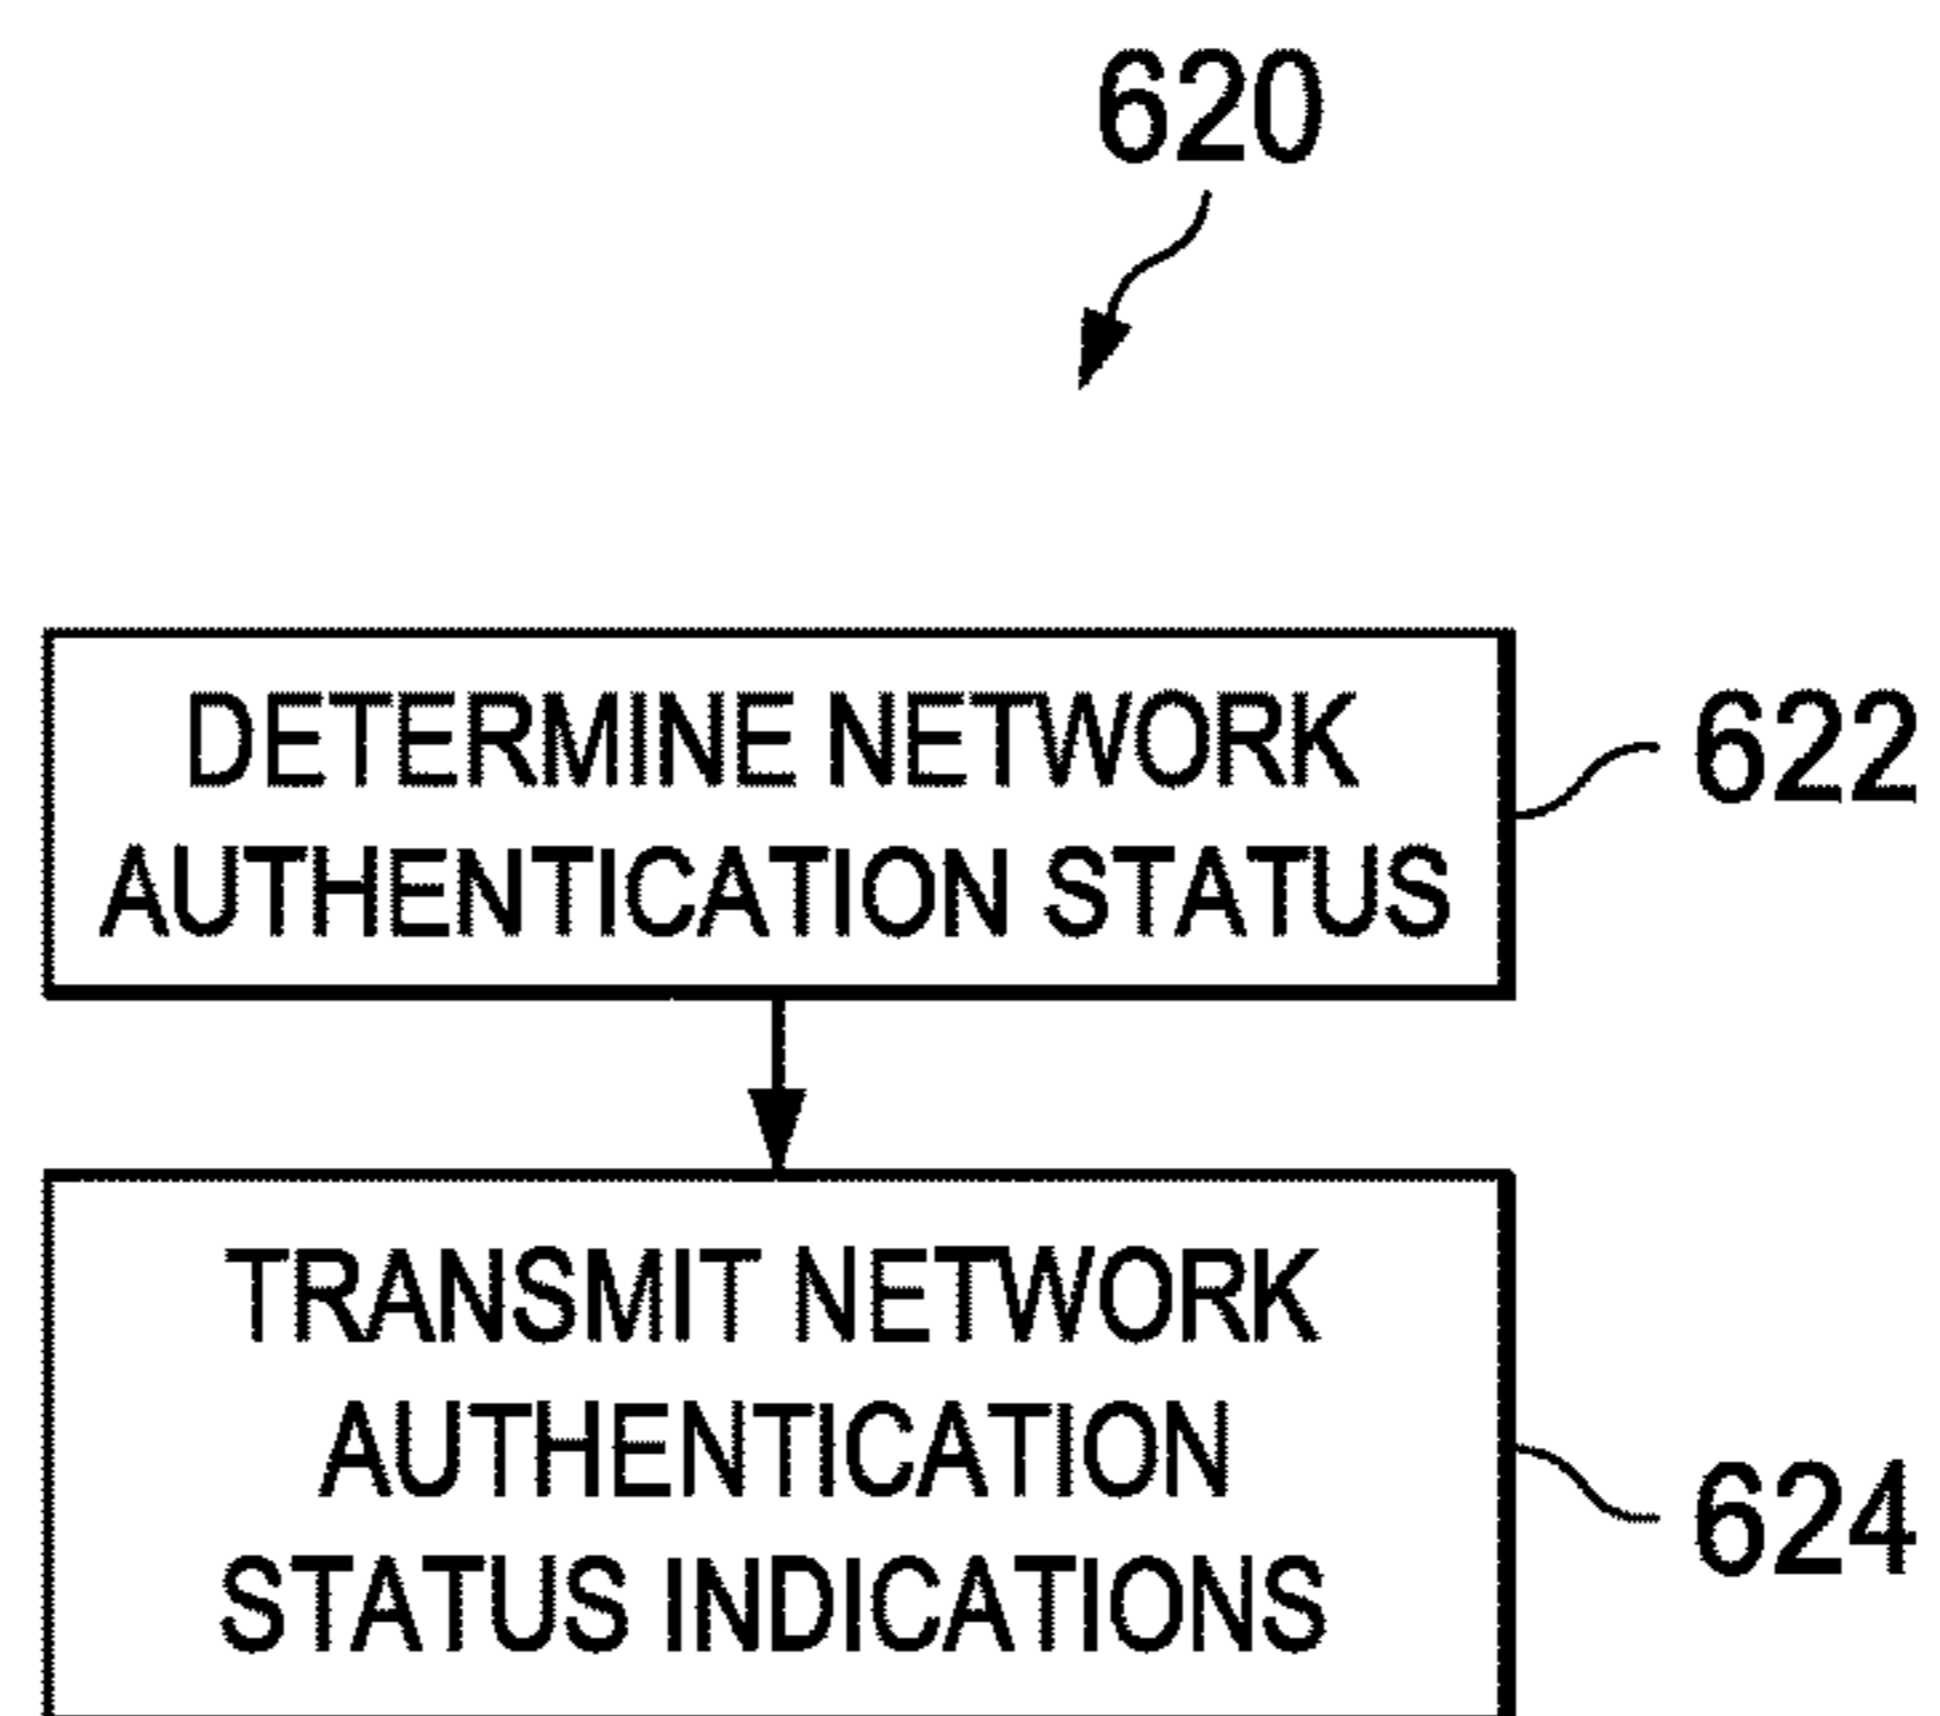 620
DETERMINE NETWORK
AUTHENTICATION STATUS
622
TRANSMIT NETWORK
AUTHENTICATION
STATUS INDICATIONS
624